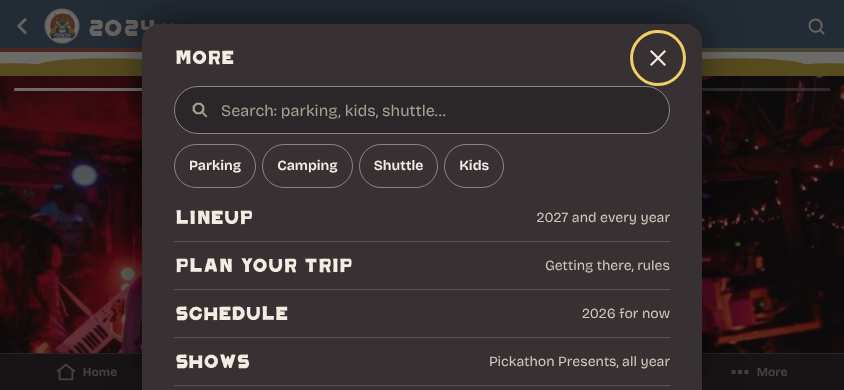 2024
MORE
Search: parking, kids, shuttle...
Parking Camping Shuttle Kids
LINEUP 2027 and every year
PLAN YOUR TRIP Getting there, rules
SCHEDULE 2026 for now
SHOWS Pickathon Presents, all year
Home More